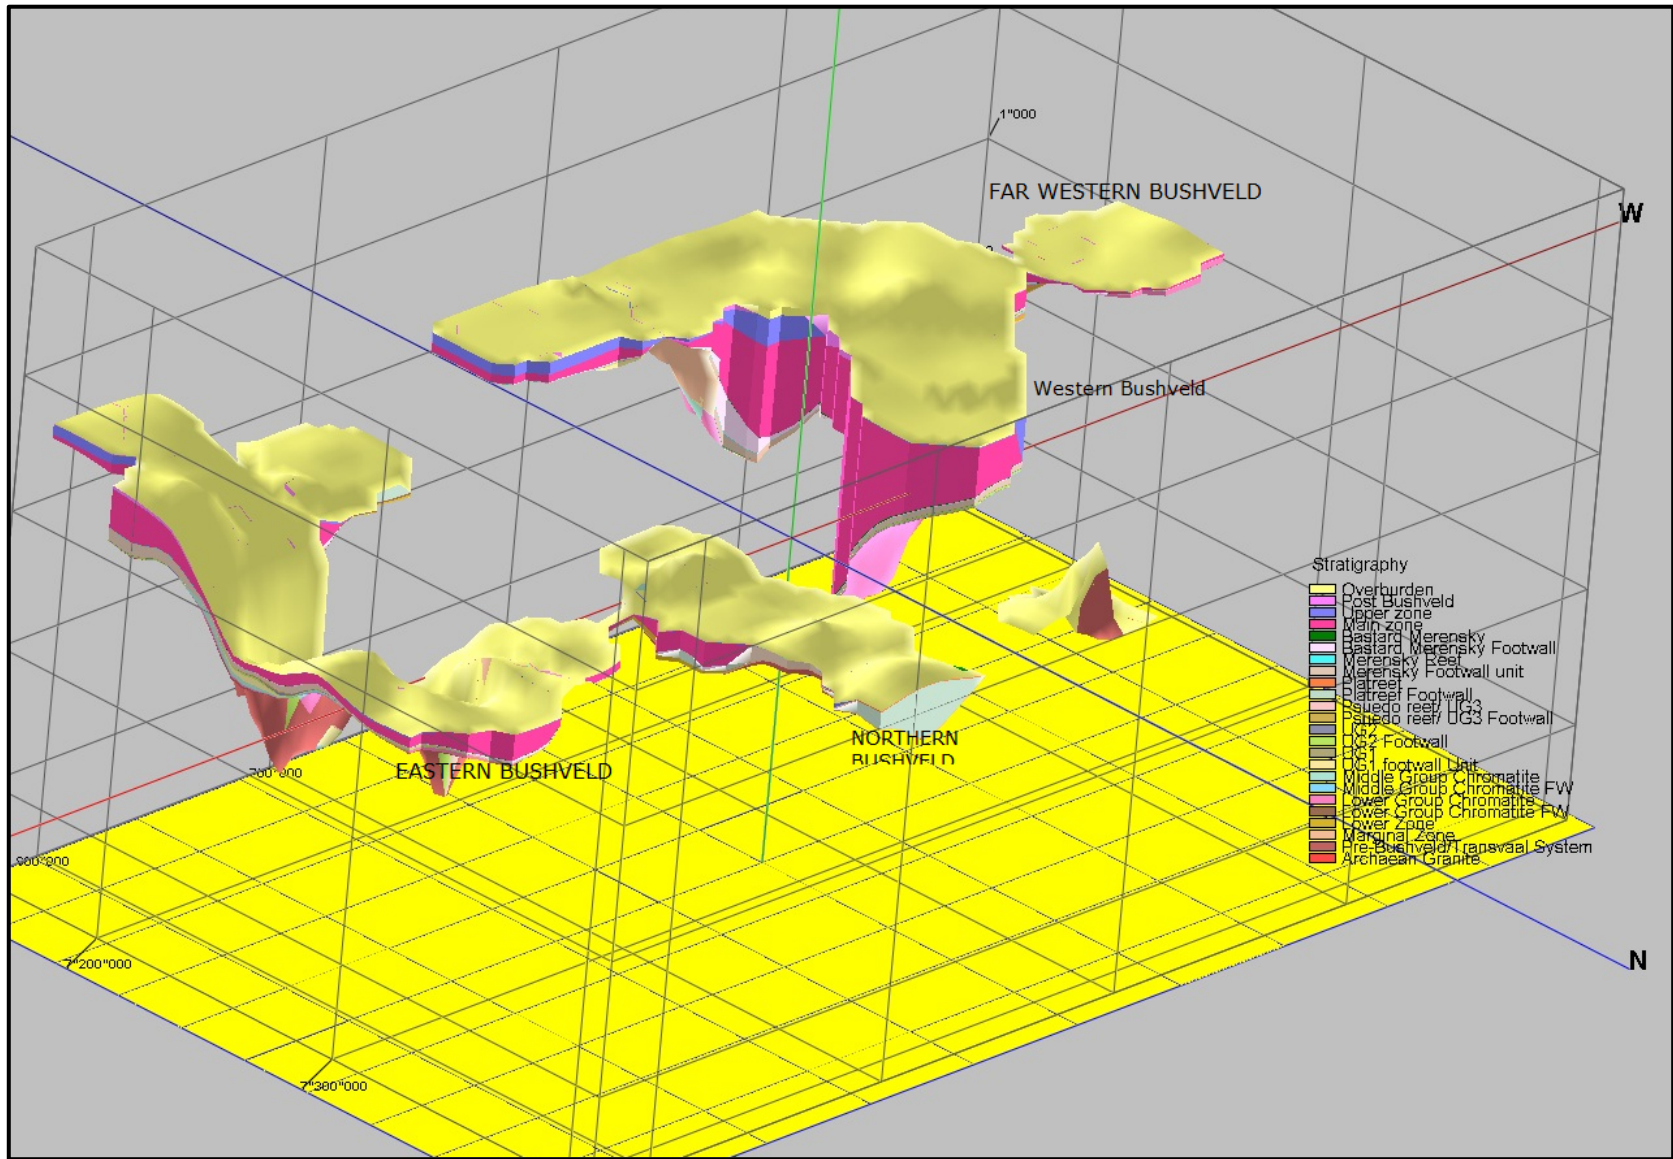 1"000
FAR WESTERN BUSHVELD
W
Western Bushveld
Stratigraphy
Overburden
Post Bushveld
Upper zone
Main zone
Bastard Merensky
Bastard Merensky Footwall
Merensky Reef
Merensky Footwall unit
Platreef
Platreef Footwall
Psuedo reef/ UG3
Psuedo reef/ UG3 Footwall
UG2
UG2 Footwall
UG1
UG1 footwall Unit
Middle Group Chromatite
Middle Group Chromatite FW
Lower Group Chromatite
Lower Group Chromatite FW
Lower Zone
Marginal Zone
Pre-Bushveld/Transvaal System
Archaean Granite
NORTHERN
BUSHVELD
EASTERN BUSHVELD
N
7"200"000
7"300"000